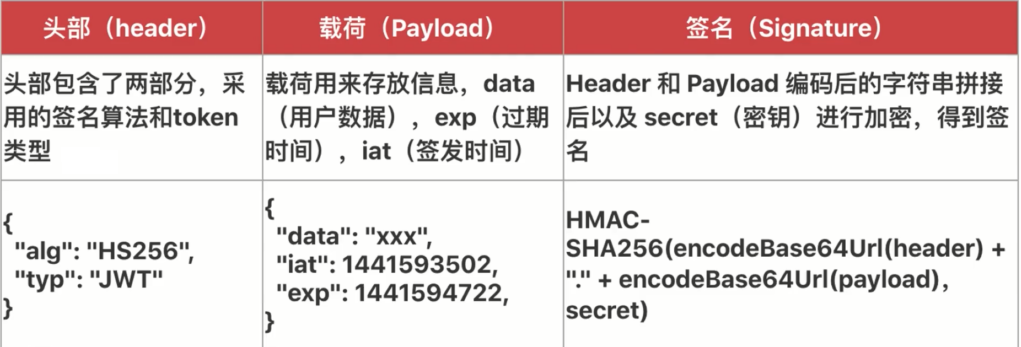 头部（header）
载荷（Payload）
签名（Signature）
头部包含了两部分，采
用的签名算法和token
类型
载荷用来存放信息，data
（用户数据），exp（过期
时间），iat（签发时间）
Header 和 Payload 编码后的字符串拼接
后以及 secret（密钥）进行加密，得到签
名
{
"alg": "HS256",
"typ": "JWT"
}
{
"data": "xxx",
"iat": 1441593502,
"exp": 1441594722,
}
HMAC-
SHA256(encodeBase64Url(header) +
"." + encodeBase64Url(payload)，
secret)